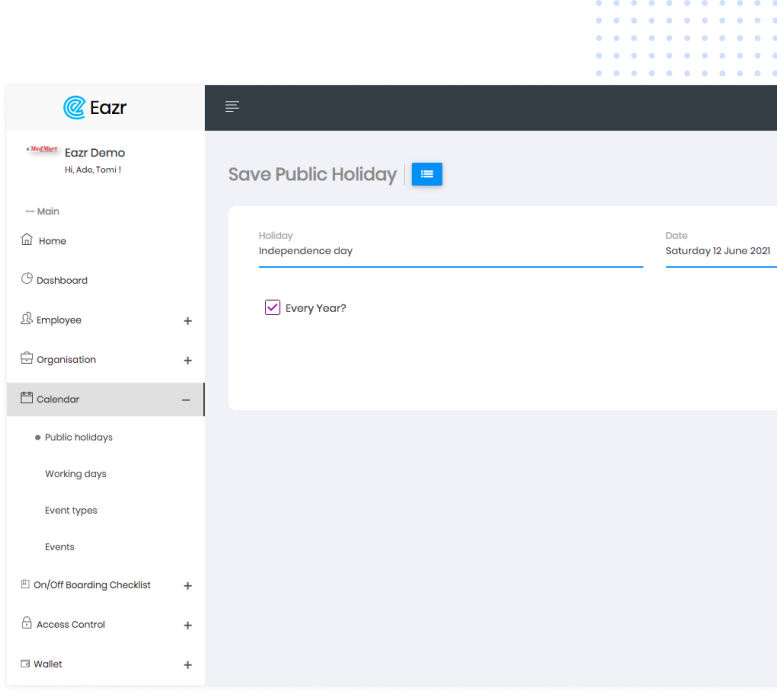 Eazr
MedMart
Eazr Demo
Hi, Ade, Tomi !
Save Public Holiday
— Main
Home
Holiday
Independence day
Date
Saturday 12 June 2021
Dashboard
Every Year?
Employee +
Organisation +
Calendar –
Public holidays
Working days
Event types
Events
On/Off Boarding Checklist +
Access Control +
Wallet +